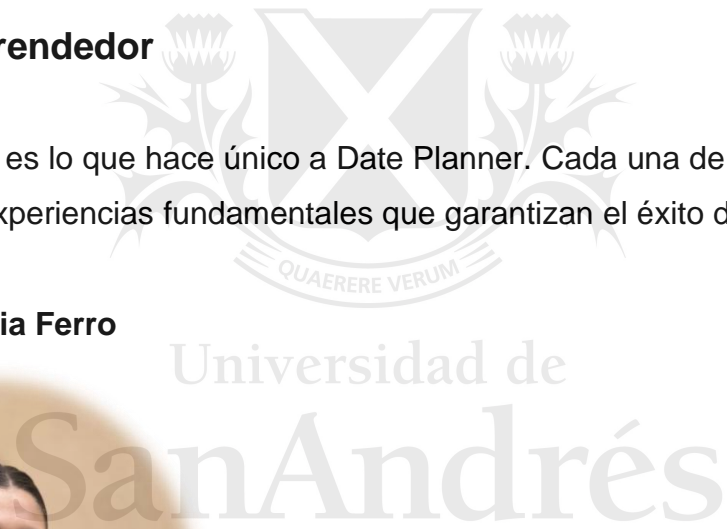 rendedor
es lo que hace único a Date Planner. Cada una de
xperiencias fundamentales que garantizan el éxito d
QUAERERE VERUM
ia Ferro
Universidad de
SanAndrés